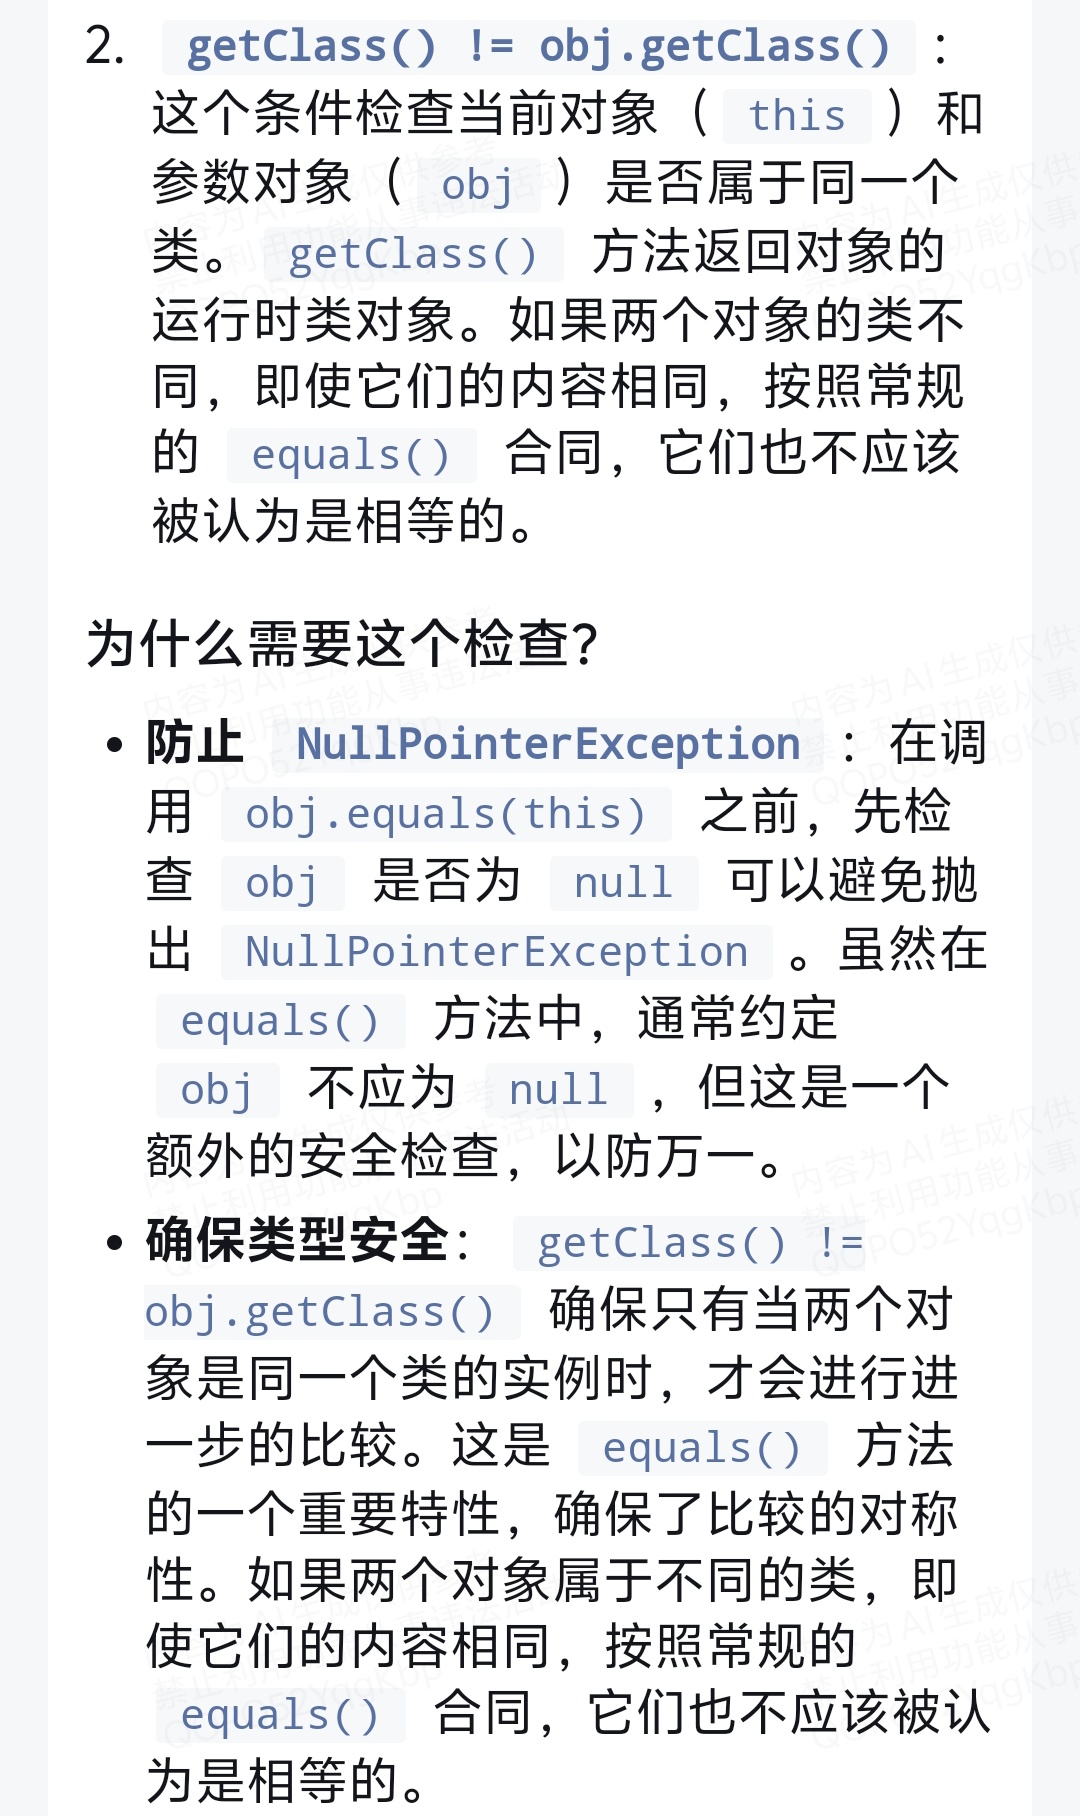 2. getClass() != obj.getClass() ：
这个条件检查当前对象（ this ）和
参数对象（ obj ）是否属于同一个
类。 getClass() 方法返回对象的
运行时类对象。如果两个对象的类不
同，即使它们的内容相同，按照常规
的 equals() 合同，它们也不应该
被认为是相等的。
为什么需要这个检查？
• 防止 NullPointerException ：在调
用 obj.equals(this) 之前，先检
查 obj 是否为 null 可以避免抛
出 NullPointerException 。虽然在
equals() 方法中，通常约定
obj 不应为 null ，但这是一个
额外的安全检查，以防万一。
• 确保类型安全： getClass() !=
obj.getClass() 确保只有当两个对
象是同一个类的实例时，才会进行进
一步的比较。这是 equals() 方法
的一个重要特性，确保了比较的对称
性。如果两个对象属于不同的类，即
使它们的内容相同，按照常规的
equals() 合同，它们也不应该被认
为是相等的。